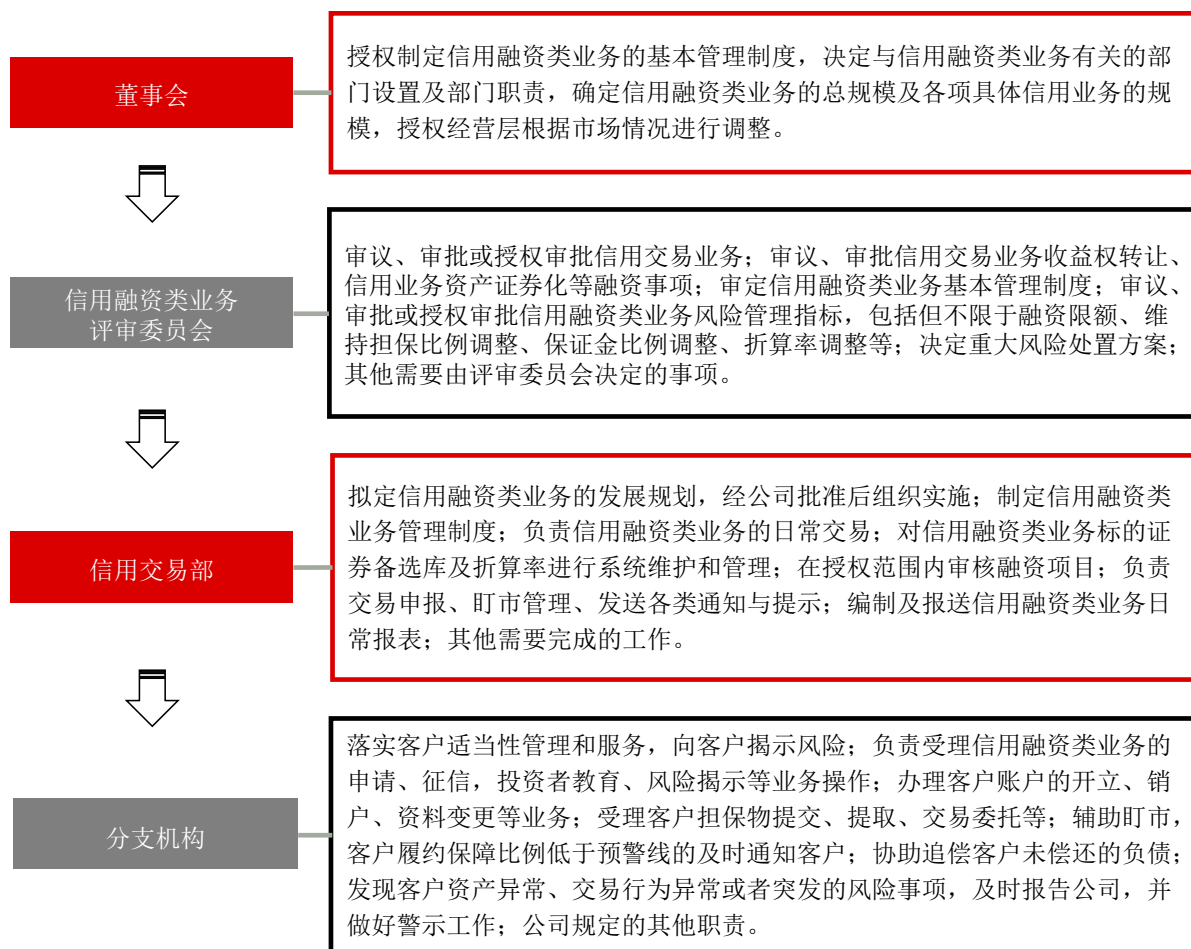 董事会
授权制定信用融资类业务的基本管理制度，决定与信用融资类业务有关的部
门设置及部门职责，确定信用融资类业务的总规模及各项具体信用业务的规
模，授权经营层根据市场情况进行调整。
信用融资类业务
评审委员会
审议、审批或授权审批信用交易业务；审议、审批信用交易业务收益权转让、
信用业务资产证券化等融资事项；审定信用融资类业务基本管理制度；审议、
审批或授权审批信用融资类业务风险管理指标，包括但不限于融资限额、维
持担保比例调整、保证金比例调整、折算率调整等；决定重大风险处置方案；
其他需要由评审委员会决定的事项。
信用交易部
拟定信用融资类业务的发展规划，经公司批准后组织实施；制定信用融资类
业务管理制度；负责信用融资类业务的日常交易；对信用融资类业务标的证
券备选库及折算率进行系统维护和管理；在授权范围内审核融资项目；负责
交易申报、盯市管理、发送各类通知与提示；编制及报送信用融资类业务日
常报表；其他需要完成的工作。
分支机构
落实客户适当性管理和服务，向客户揭示风险；负责受理信用融资类业务的
申请、征信，投资者教育、风险揭示等业务操作；办理客户账户的开立、销
户、资料变更等业务；受理客户担保物提交、提取、交易委托等；辅助盯市，
客户履约保障比例低于预警线的及时通知客户；协助追偿客户未偿还的负债；
发现客户资产异常、交易行为异常或者突发的风险事项，及时报告公司，并
做好警示工作；公司规定的其他职责。